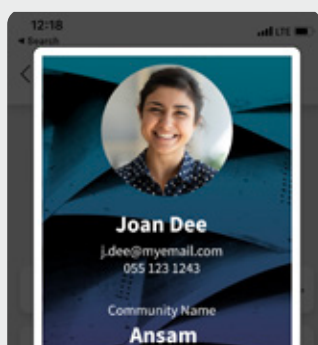 12:18
LTE
Search
Joan Dee
j.dee@myemail.com
055 123 1243
Community Name
Ansam